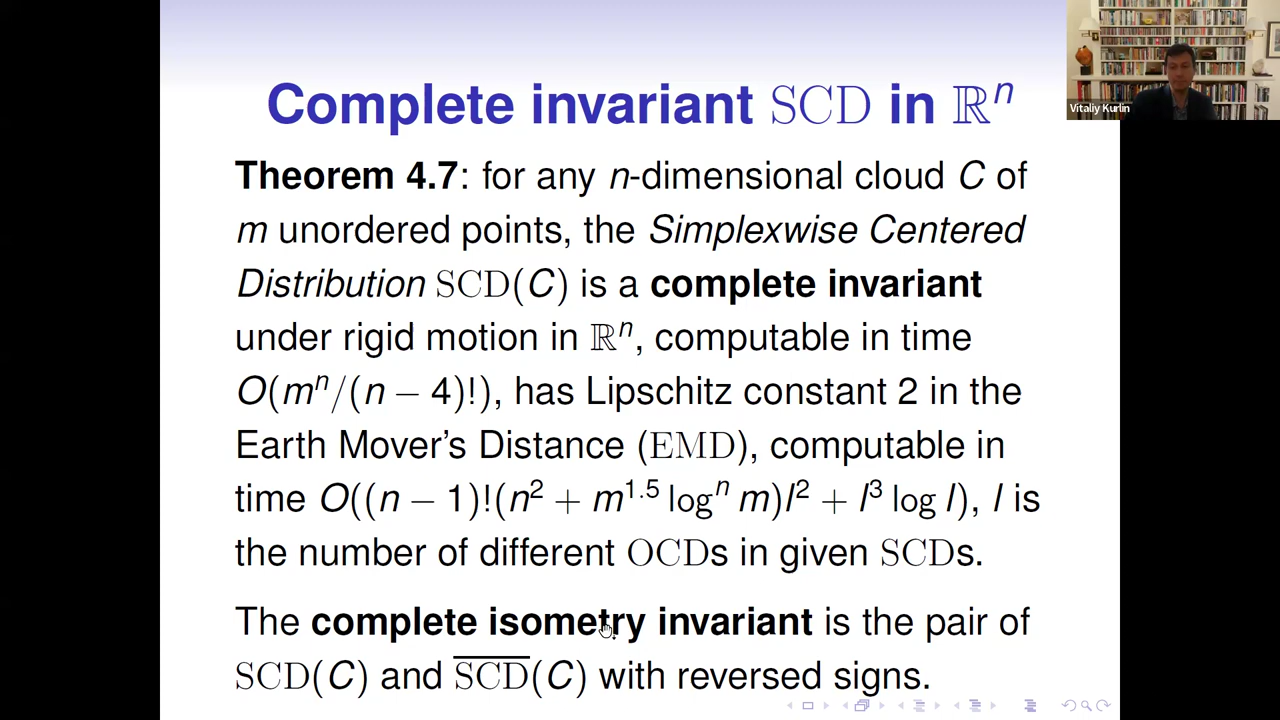 Complete invariant SCD in ℝⁿ
Vitaliy Kurlin
Theorem 4.7: for any n-dimensional cloud C of
m unordered points, the Simplexwise Centered
Distribution SCD(C) is a complete invariant
under rigid motion in ℝⁿ, computable in time
O(mⁿ/(n − 4)!), has Lipschitz constant 2 in the
Earth Mover's Distance (EMD), computable in
time O((n − 1)!(n² + m^1.5 logⁿ m)l² + l³ log l), l is
the number of different OCDs in given SCDs.
The complete isometry invariant is the pair of
SCD(C) and S̅C̅D̅(C) with reversed signs.